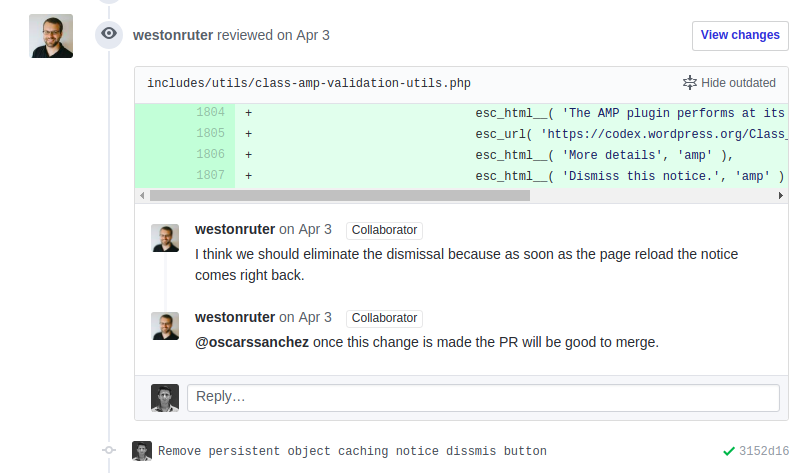 westonruter reviewed on Apr 3
View changes
includes/utils/class-amp-validation-utils.php
Hide outdated
1804 + esc_html__( 'The AMP plugin performs at its
1805 + esc_url( 'https://codex.wordpress.org/Class_
1806 + esc_html__( 'More details', 'amp' ),
1807 + esc_html__( 'Dismiss this notice.', 'amp' )
westonruter on Apr 3 Collaborator
I think we should eliminate the dismissal because as soon as the page reload the notice
comes right back.
westonruter on Apr 3 Collaborator
@oscarssanchez once this change is made the PR will be good to merge.
Reply…
Remove persistent object caching notice dissmis button
3152d16